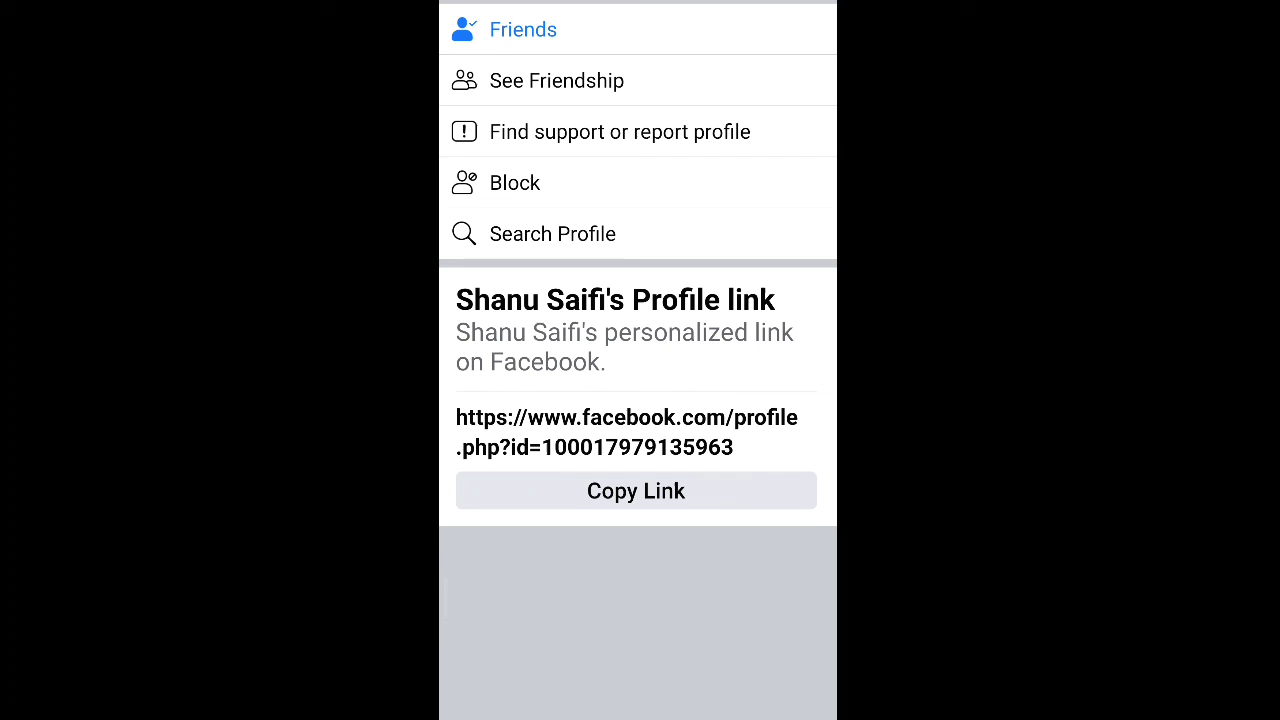 Friends
See Friendship
Find support or report profile
Block
Search Profile
Shanu Saifi's Profile link
Shanu Saifi's personalized link
on Facebook.
https://www.facebook.com/profile
.php?id=100017979135963
Copy Link